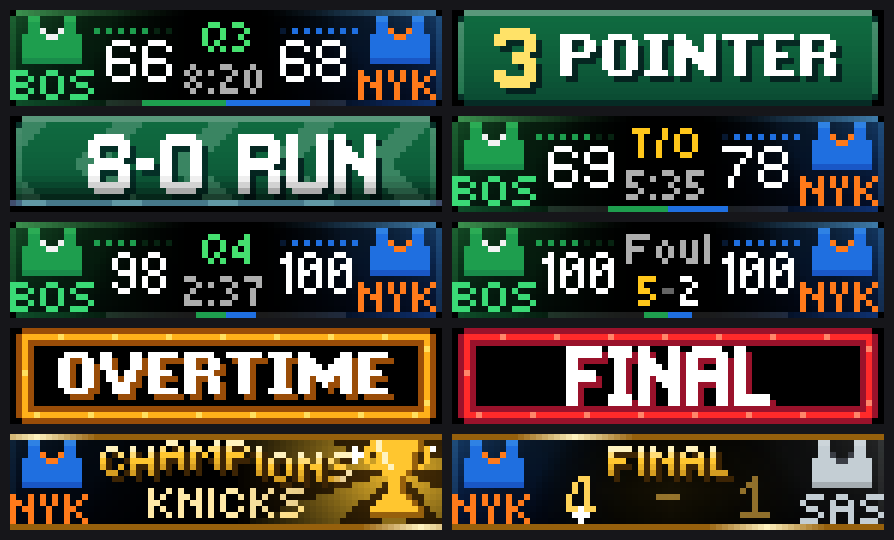 BOS 66 Q3 8:20 68 NYK
3 POINTER
8-0 RUN
BOS 69 T/O 5:35 78 NYK
BOS 98 Q4 2:37 100 NYK
BOS 100 Foul 5-2 100 NYK
OVERTIME
FINAL
CHAMPIONS
NYK KNICKS
FINAL
NYK 4 - 1 SAS